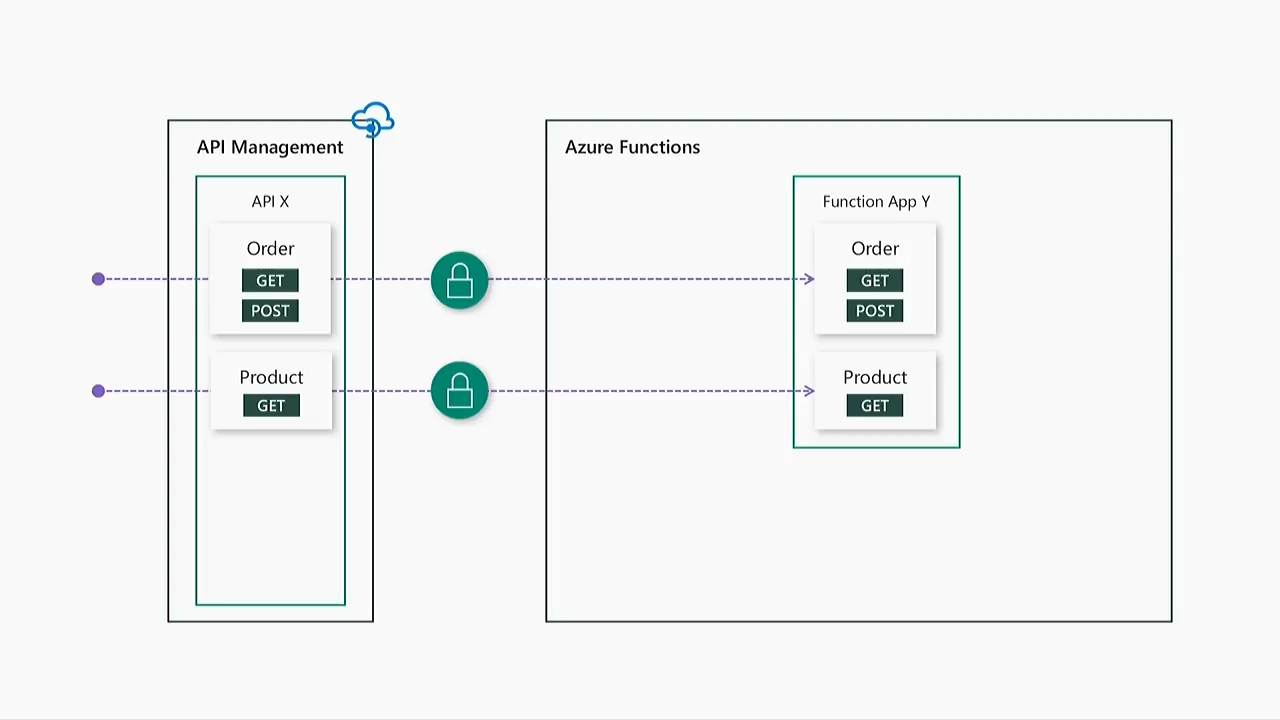 API Management
API X
Order
GET
POST
Product
GET
Azure Functions
Function App Y
Order
GET
POST
Product
GET